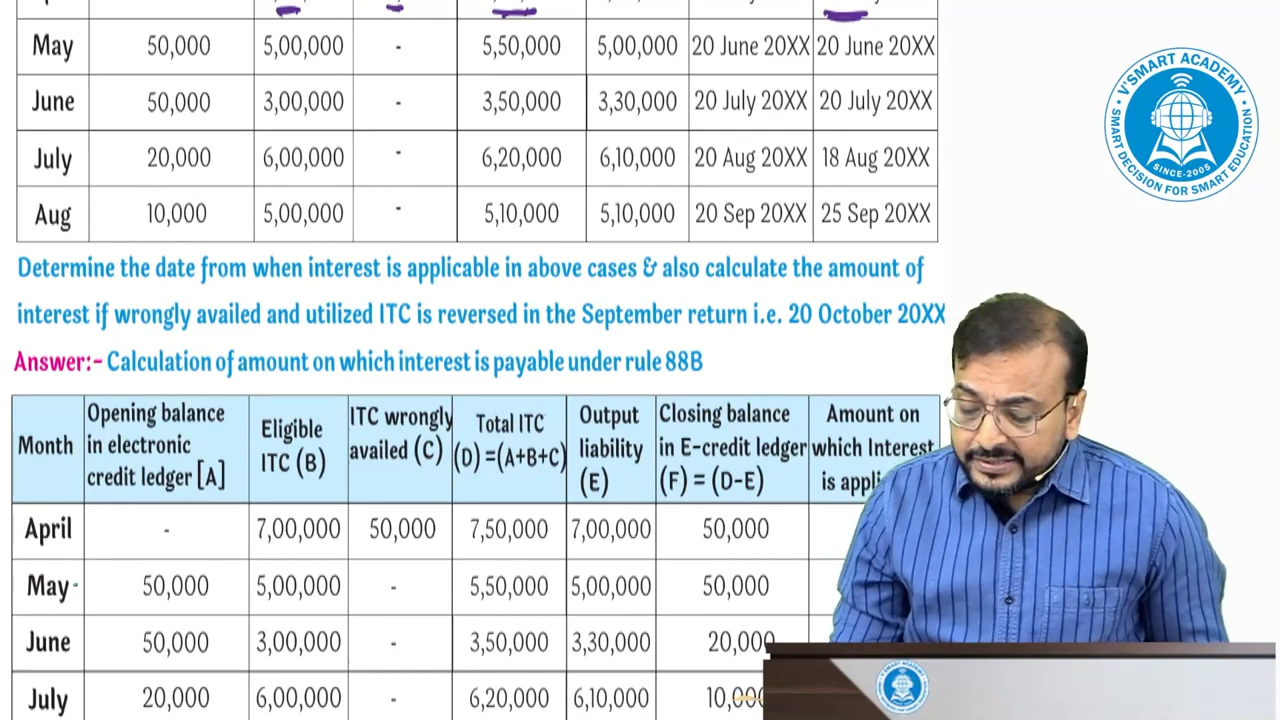 May 50,000 5,00,000 - 5,50,000 5,00,000 20 June 20XX 20 June 20XX
June 50,000 3,00,000 - 3,50,000 3,30,000 20 July 20XX 20 July 20XX
July 20,000 6,00,000 - 6,20,000 6,10,000 20 Aug 20XX 18 Aug 20XX
Aug 10,000 5,00,000 - 5,10,000 5,10,000 20 Sep 20XX 25 Sep 20XX
Determine the date from when interest is applicable in above cases & also calculate the amount of
interest if wrongly availed and utilized ITC is reversed in the September return i.e. 20 October 20XX
Answer:- Calculation of amount on which interest is payable under rule 88B
Month
Opening balance
in electronic
credit ledger [A]
Eligible
ITC (B)
ITC wrongly
availed (C)
Total ITC
(D) =(A+B+C)
Output
liability
(E)
Closing balance
in E-credit ledger
(F) = (D-E)
Amount on
which Interest
is appli
April - 7,00,000 50,000 7,50,000 7,00,000 50,000
May 50,000 5,00,000 - 5,50,000 5,00,000 50,000
June 50,000 3,00,000 - 3,50,000 3,30,000 20,000
July 20,000 6,00,000 - 6,20,000 6,10,000 10,000
V'SMART ACADEMY
SINCE-2005
SMART DECISION FOR SMART EDUCATION